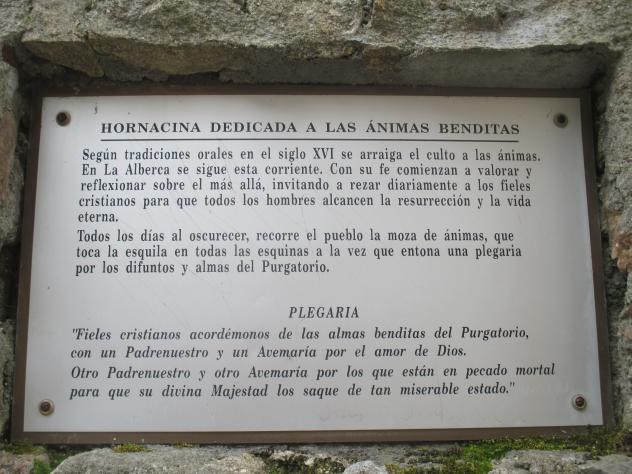 HORNACINA DEDICADA A LAS ÁNIMAS BENDITAS
Según tradiciones orales en el siglo XVI se arraiga el culto a las ánimas.
En La Alberca se sigue esta corriente. Con su fe comienzan a valorar y
reflexionar sobre el más allá, invitando a rezar diariamente a los fieles
cristianos para que todos los hombres alcancen la resurrección y la vida
eterna.
Todos los días al oscurecer, recorre el pueblo la moza de ánimas, que
toca la esquila en todas las esquinas a la vez que entona una plegaria
por los difuntos y almas del Purgatorio.
PLEGARIA
"Fieles cristianos acordémonos de las almas benditas del Purgatorio,
con un Padrenuestro y un Avemaría por el amor de Dios.
Otro Padrenuestro y otro Avemaría por los que están en pecado mortal
para que su divina Majestad los saque de tan miserable estado."